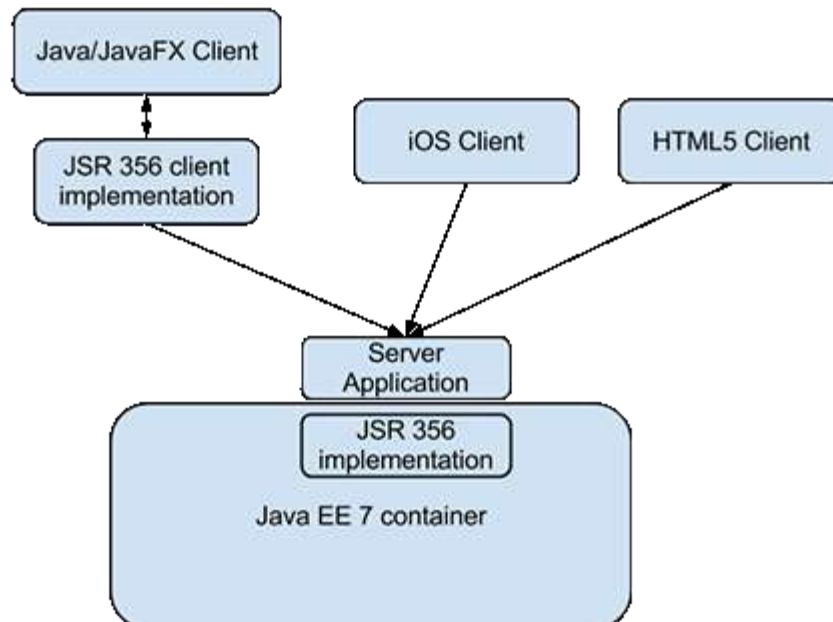 Java/JavaFX Client
JSR 356 client
implementation
iOS Client
HTML5 Client
Server
Application
JSR 356
implementation
Java EE 7 container